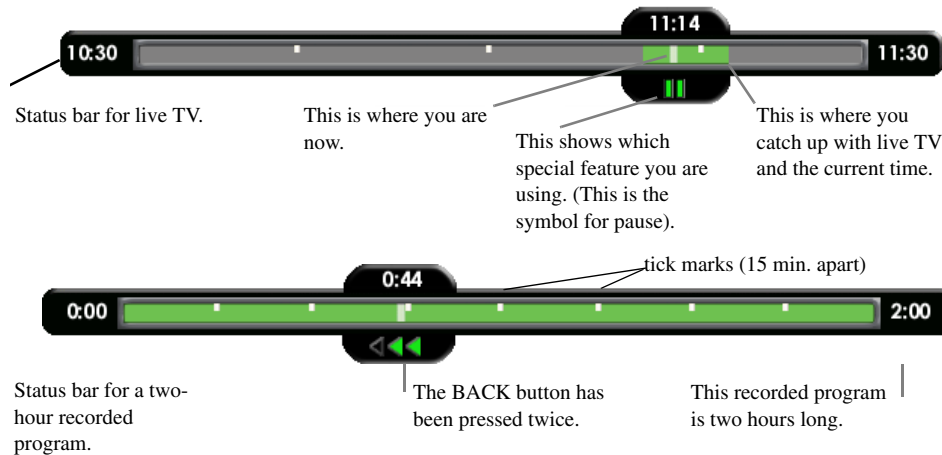 11:14
10:30
11:30
Status bar for live TV.
This is where you are
now.
This shows which
special feature you are
using. (This is the
symbol for pause).
This is where you
catch up with live TV
and the current time.
tick marks (15 min. apart)
0:44
0:00
2:00
Status bar for a two-
hour recorded
program.
The BACK button has
been pressed twice.
This recorded program
is two hours long.